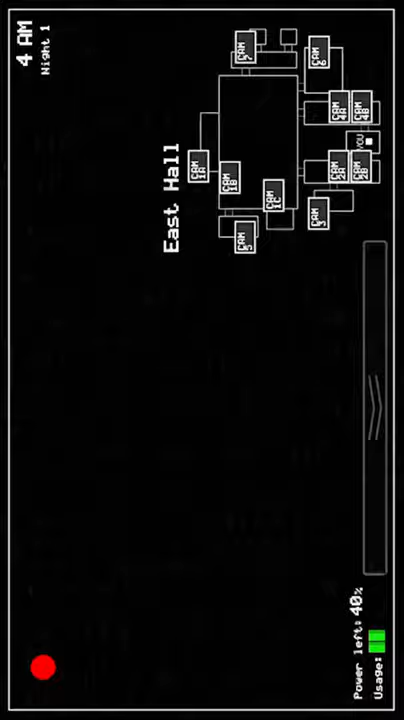 4 AM
Night 1
East Hall
CAM 1A
CAM 1B
CAM 5
CAM 1C
CAM 7
CAM 3
CAM 6
CAM 2A
CAM 4A
CAM 2B
YOU
CAM 4B
Power left: 40%
Usage: